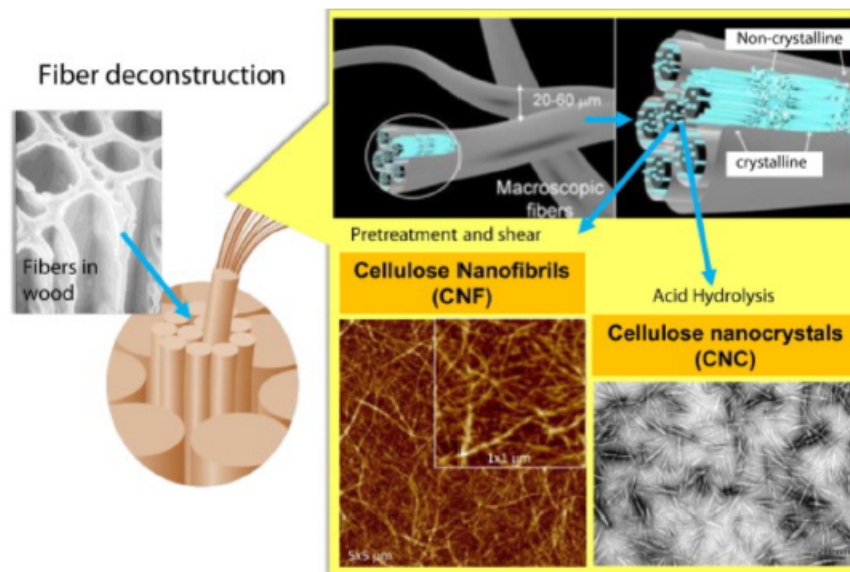 Fiber deconstruction
Fibers in
wood
20-60 μm
Macroscopic
fibers
Non-crystalline
crystalline
Pretreatment and shear
Cellulose Nanofibrils
(CNF)
1x1 μm
5x5 μm
Acid Hydrolysis
Cellulose nanocrystals
(CNC)